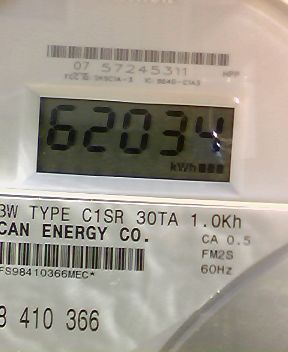 07 57245311
62034
kWh
3W TYPE C1SR 30TA 1.0Kh
CAN ENERGY CO.
CA 0.5
FM2S
60Hz
FS98410366MEC*
8 410 366